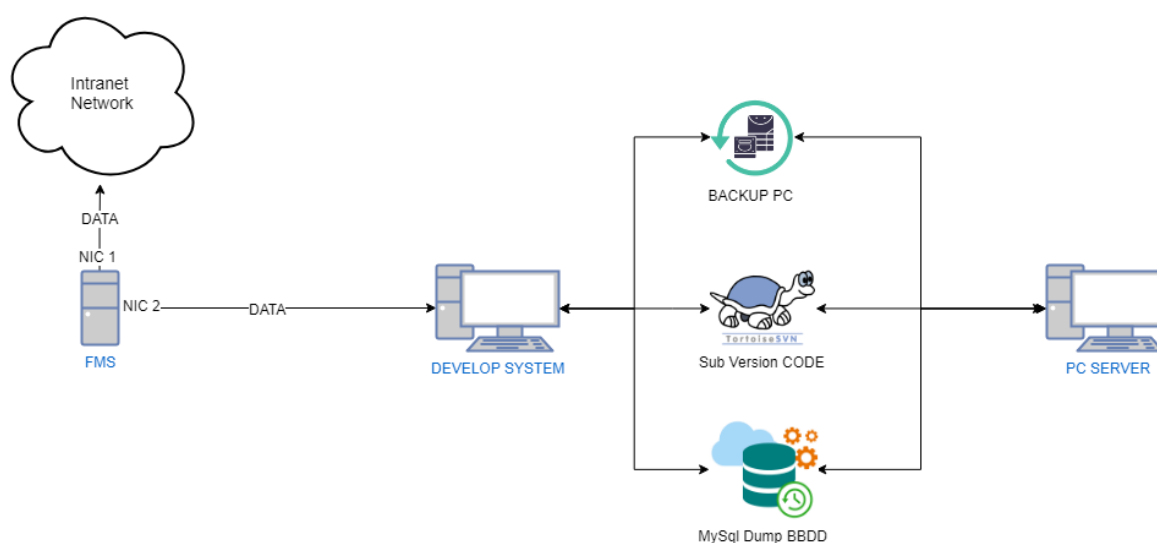 Intranet
Network
DATA
NIC 1
NIC 2
DATA
FMS
DEVELOP SYSTEM
BACKUP PC
TortoiseSVN
Sub Version CODE
MySql Dump BBDD
PC SERVER